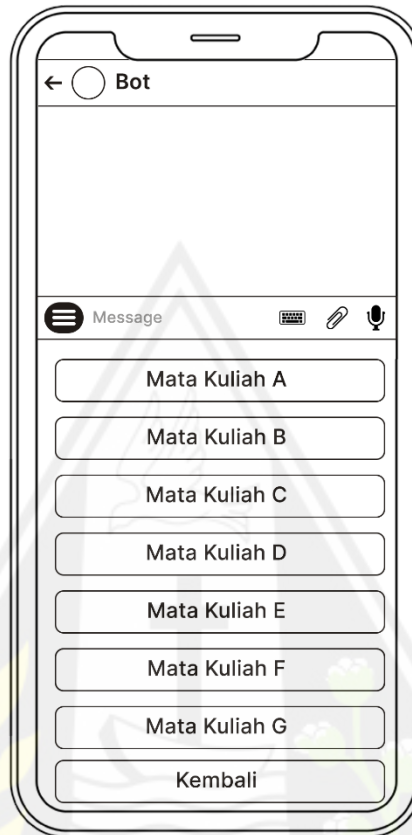 Bot
Message
Mata Kuliah A
Mata Kuliah B
Mata Kuliah C
Mata Kuliah D
Mata Kuliah E
Mata Kuliah F
Mata Kuliah G
Kembali